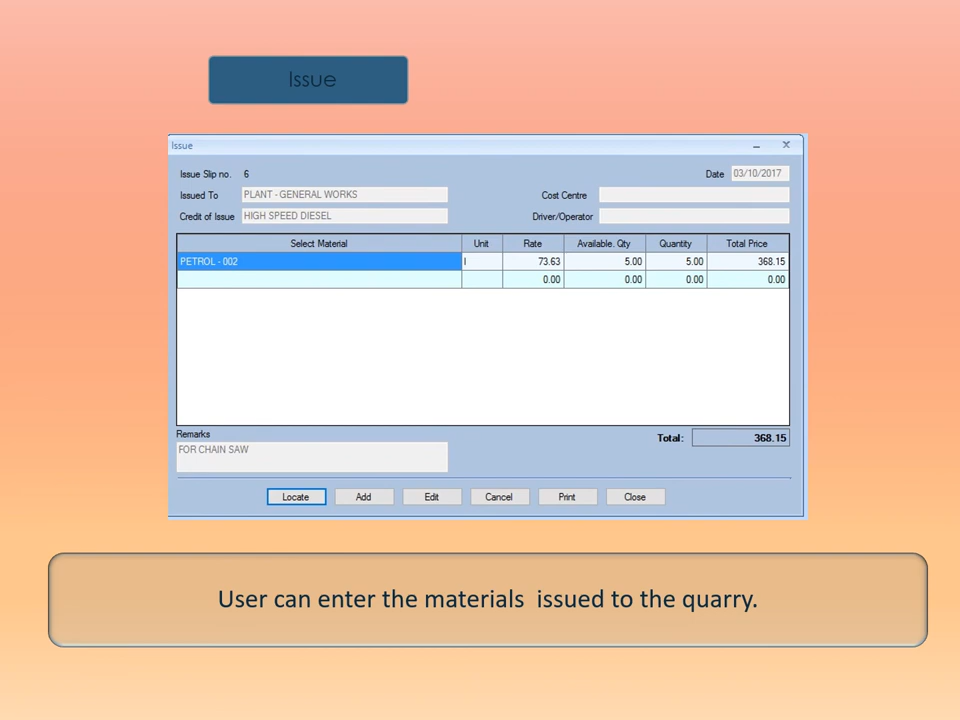 Issue
Issue
Issue Slip no. 6 Date 03/10/2017
Issued To PLANT - GENERAL WORKS Cost Centre
Credit of Issue HIGH SPEED DIESEL Driver/Operator
Select Material Unit Rate Available. Qty Quantity Total Price
PETROL - 002 l 73.63 5.00 5.00 368.15
0.00 0.00 0.00 0.00
Remarks Total: 368.15
FOR CHAIN SAW
Locate Add Edit Cancel Print Close
User can enter the materials issued to the quarry.